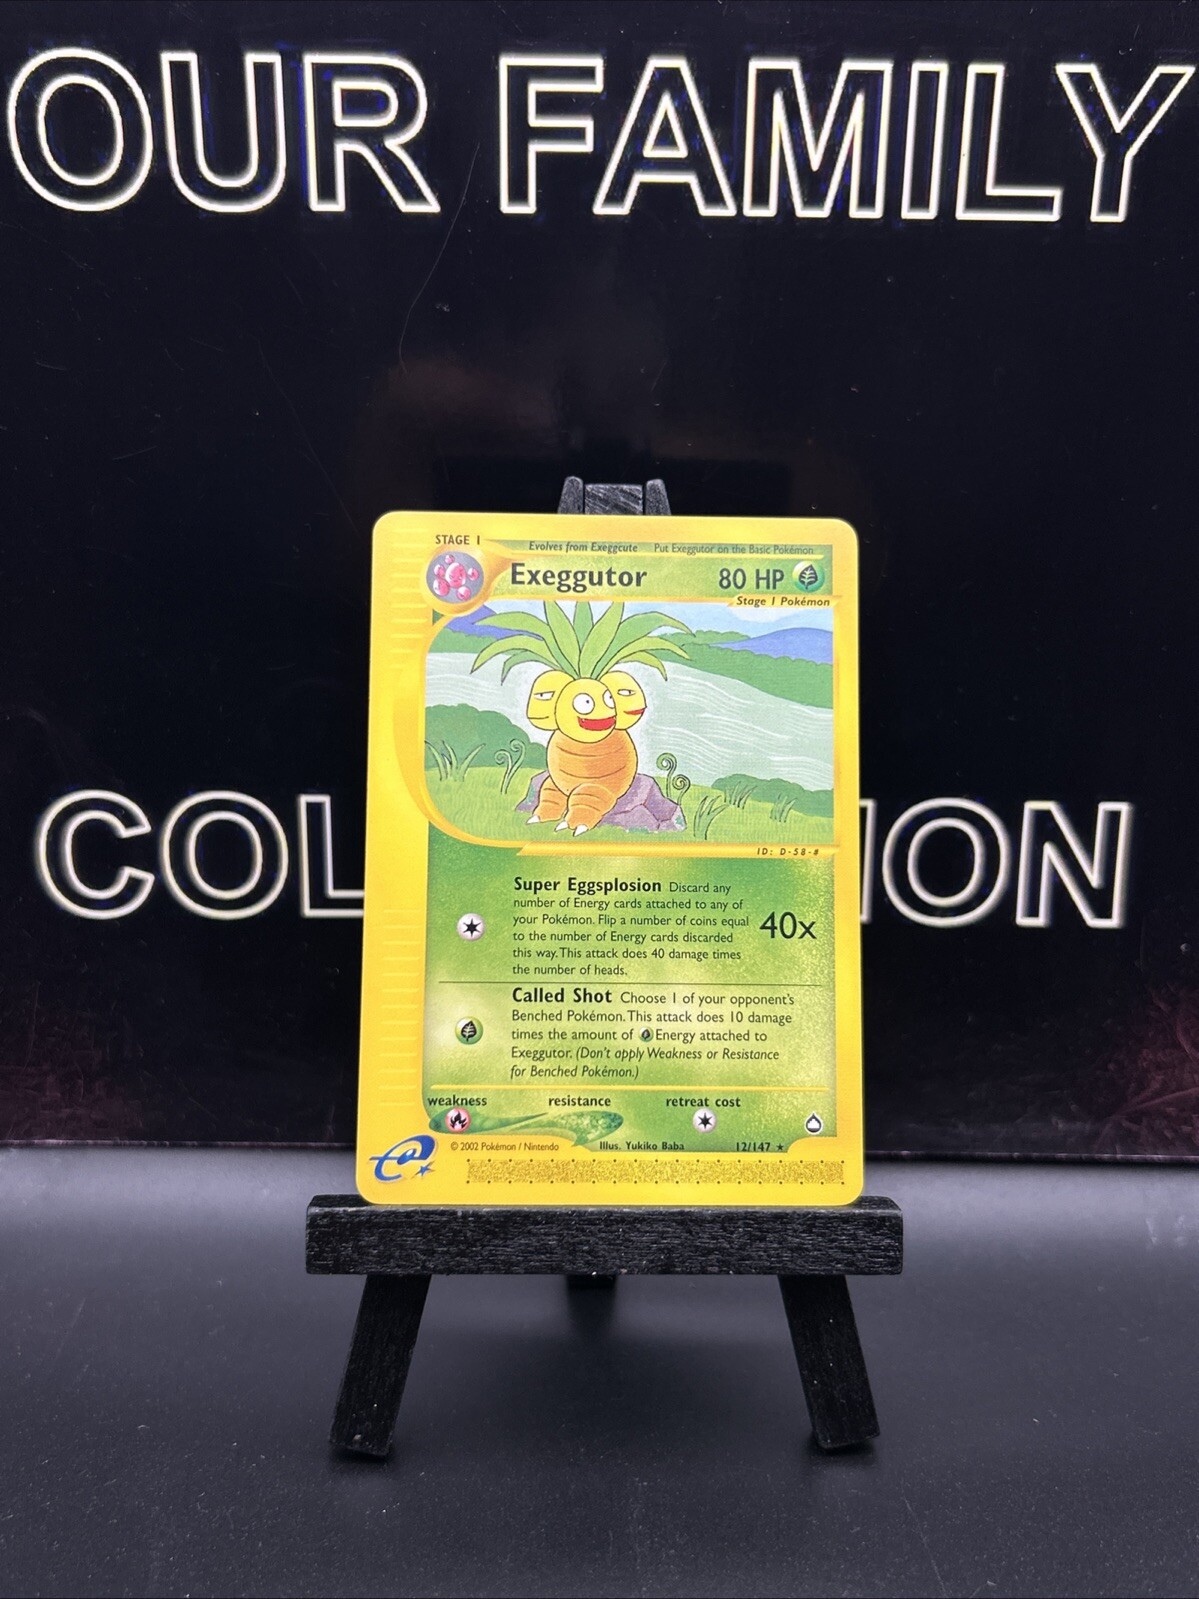 OUR FAMILY
COL ION
STAGE 1
Evolves from Exeggcute Put Exeggutor on the Basic Pokémon
Exeggutor 80 HP
Stage 1 Pokémon
ID: D-58-#
Super Eggsplosion Discard any
number of Energy cards attached to any of
your Pokémon. Flip a number of coins equal
to the number of Energy cards discarded
this way. This attack does 40 damage times
the number of heads.
40x
Called Shot Choose 1 of your opponent's
Benched Pokémon. This attack does 10 damage
times the amount of Energy attached to
Exeggutor. (Don't apply Weakness or Resistance
for Benched Pokémon.)
weakness resistance retreat cost
© 2002 Pokémon / Nintendo Illus. Yukiko Baba 12/147 ★
e